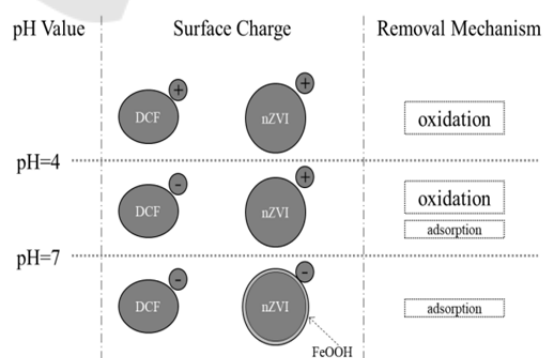 pH Value Surface Charge Removal Mechanism
+ +
DCF nZVI oxidation
pH=4
- +
DCF nZVI oxidation
adsorption
pH=7
- -
DCF nZVI adsorption
FeOOH